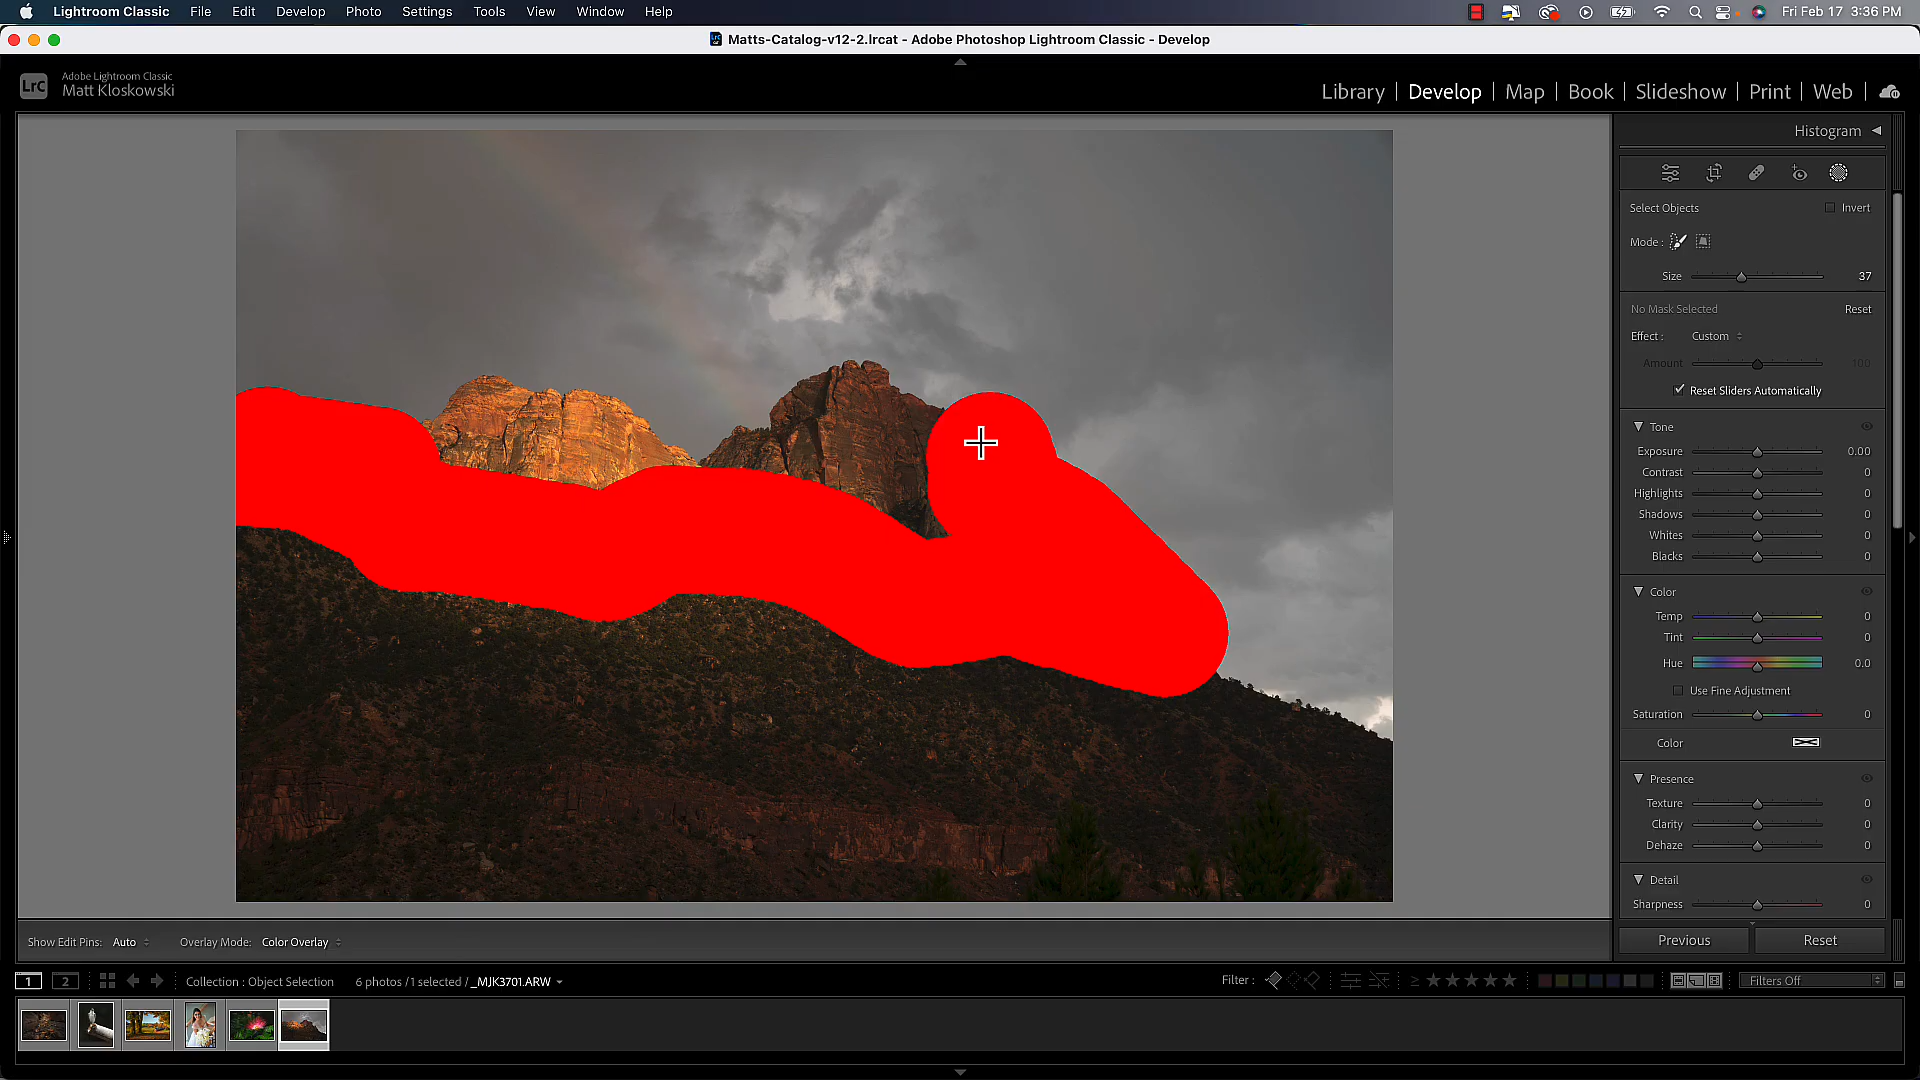 Lightroom Classic File Edit Develop Photo Settings Tools View Window Help Fri Feb 17 3:36 PM
Matts-Catalog-v12-2.lrcat - Adobe Photoshop Lightroom Classic - Develop
LrC Adobe Lightroom Classic
Matt Kloskowski
Library | Develop | Map | Book | Slideshow | Print | Web
Histogram
Select Objects Invert
Mode :
Size 37
No Mask Selected Reset
Effect : Custom
Amount 100
Reset Sliders Automatically
Tone
Exposure 0.00
Contrast 0
Highlights 0
Shadows 0
Whites 0
Blacks 0
Color
Temp 0
Tint 0
Hue 0.0
Use Fine Adjustment
Saturation 0
Color
Presence
Texture 0
Clarity 0
Dehaze 0
Detail
Sharpness 0
Show Edit Pins: Auto Overlay Mode: Color Overlay
Previous Reset
1 2 Collection : Object Selection 6 photos / 1 selected / _MJK3701.ARW Filter : ≥ Filters Off